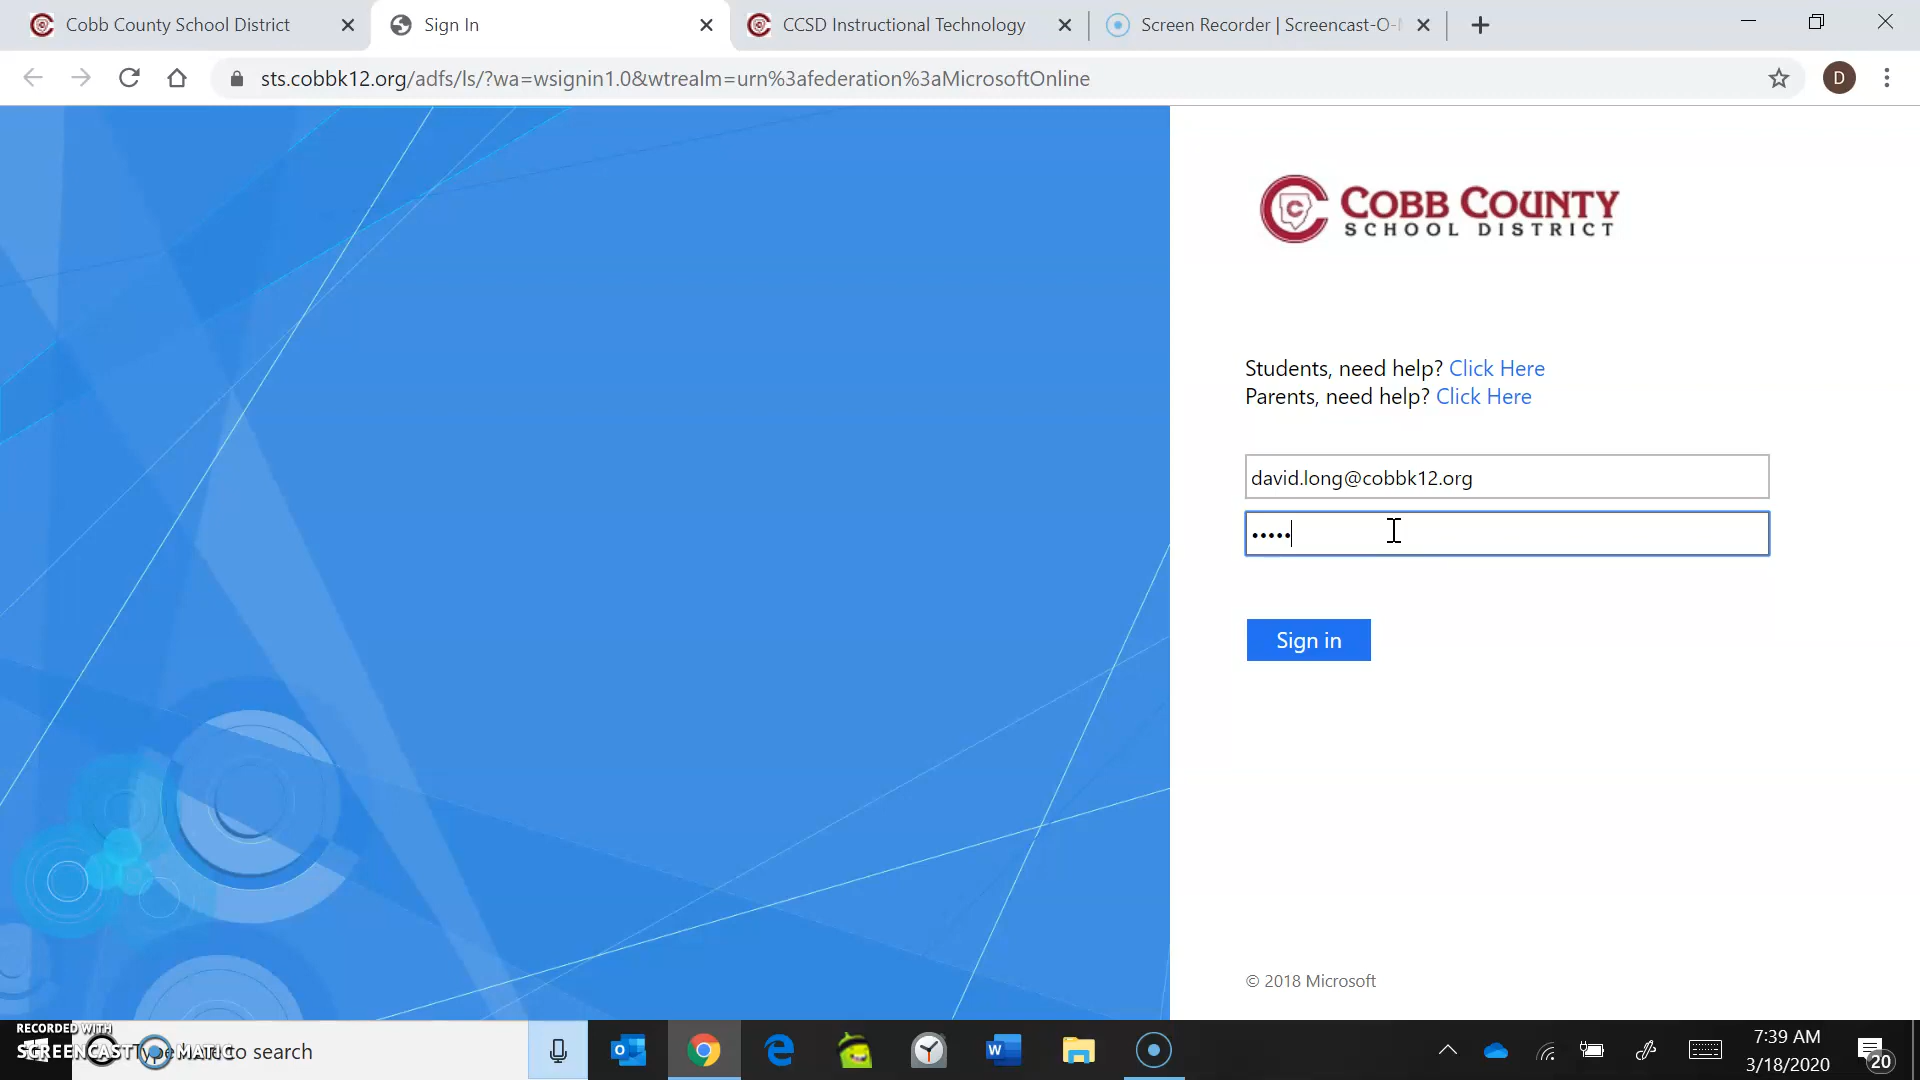 Cobb County School District
Sign In
CCSD Instructional Technology
Screen Recorder | Screencast-O-
sts.cobbk12.org/adfs/ls/?wa=wsignin1.0&wtrealm=urn%3afederation%3aMicrosoftOnline
D
C
COBB COUNTY
SCHOOL DISTRICT
Students, need help? Click Here
Parents, need help? Click Here
david.long@cobbk12.org
•••••
Sign in
© 2018 Microsoft
RECORDED WITH
SCREENCAST MATIC
Type here to search
7:39 AM
3/18/2020
20